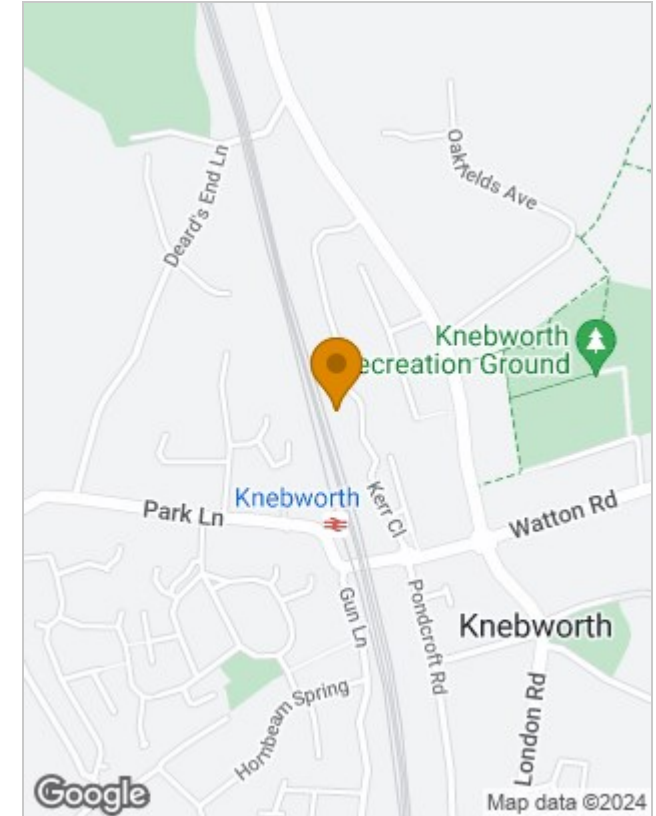 Oakfields Ave
Deard's End Ln
Knebworth
ecreation Ground
Knebworth
Park Ln
Kerr Cl
Watton Rd
Gun Ln
Pondcroft Rd
Knebworth
Hornbeam Spring
London Rd
Google
Map data ©2024